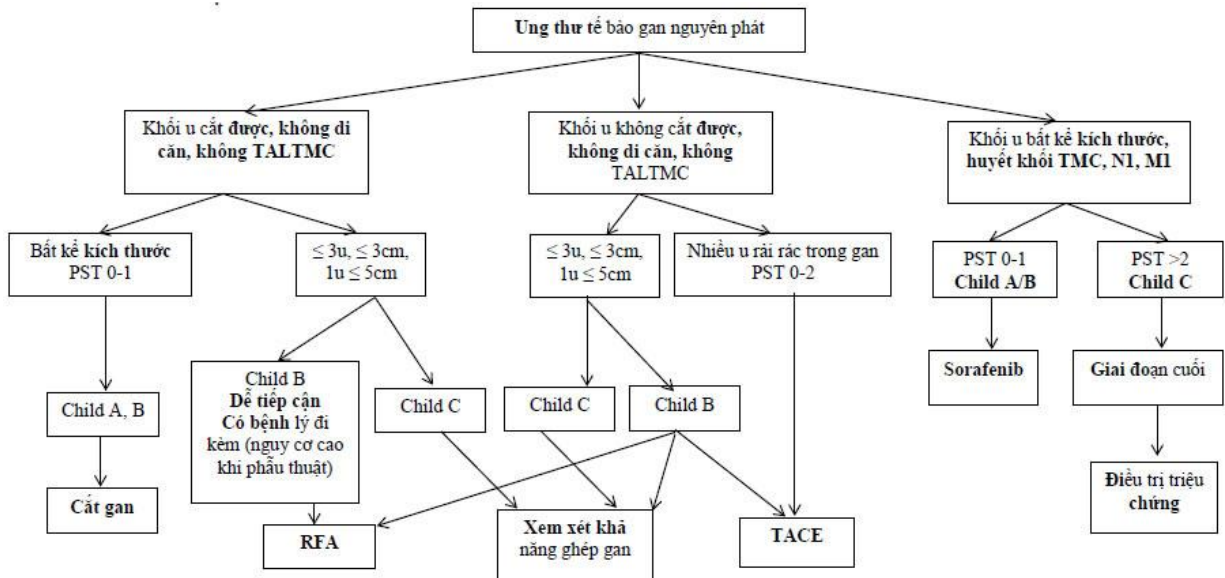 Ung thư tế bào gan nguyên phát
Khối u cắt được, không di
căn, không TALTMC
Khối u không cắt được,
không di căn, không
TALTMC
Khối u bất kể kích thước,
huyết khối TMC, N1, M1
Bất kể kích thước
PST 0-1
≤ 3u, ≤ 3cm,
1u ≤ 5cm
≤ 3u, ≤ 3cm,
1u ≤ 5cm
Nhiều u rải rác trong gan
PST 0-2
PST 0-1
Child A/B
PST >2
Child C
Child A, B
Child B
Dể tiếp cận
Có bệnh lý đi
kèm (nguy cơ cao
khi phẫu thuật)
Child C
Child C
Child B
Sorafenib
Giai đoạn cuối
Cắt gan
RFA
Xem xét khả
năng ghép gan
TACE
Điều trị triệu
chứng